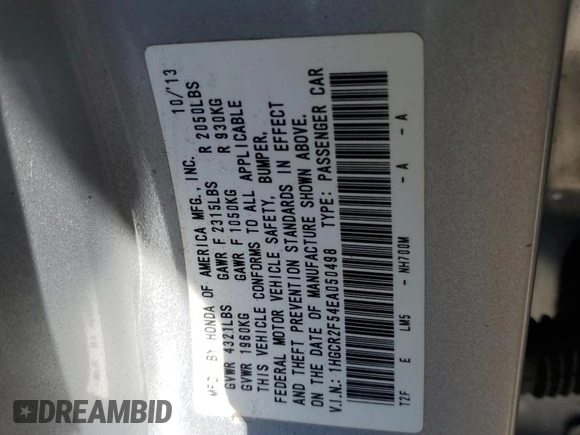 MFD. BY HONDA OF AMERICA MFG., INC. 10/13
GVWR 4321LBS GAWR F 2315LBS R 2050LBS
GVWR 1960KG GAWR F 1050KG R 930KG
THIS VEHICLE CONFORMS TO ALL APPLICABLE
FEDERAL MOTOR VEHICLE SAFETY, BUMPER,
AND THEFT PREVENTION STANDARDS IN EFFECT
ON THE DATE OF MANUFACTURE SHOWN ABOVE.
V.I.N.: 1HGCR2F54EA050498 TYPE: PASSENGER CAR
T2F E LM5 - NH700M - A - A
DREAMBID
DREAMBID